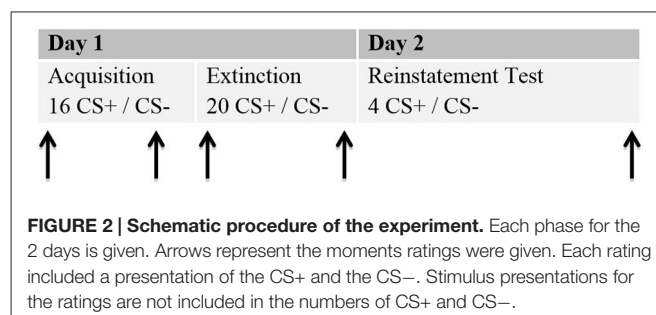 Day 1 Day 2
Acquisition Extinction Reinstatement Test
16 CS+ / CS- 20 CS+ / CS- 4 CS+ / CS-
FIGURE 2 | Schematic procedure of the experiment. Each phase for the
2 days is given. Arrows represent the moments ratings were given. Each rating
included a presentation of the CS+ and the CS−. Stimulus presentations for
the ratings are not included in the numbers of CS+ and CS−.